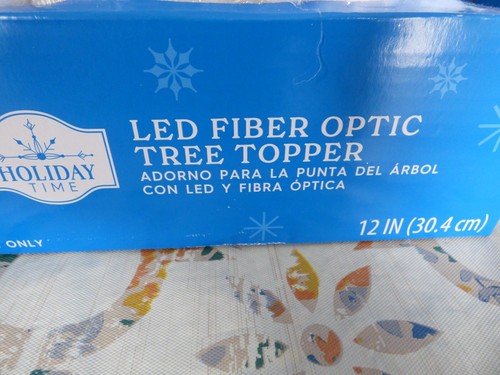 HOLIDAY
TIME
LED FIBER OPTIC
TREE TOPPER
ADORNO PARA LA PUNTA DEL ÁRBOL
CON LED Y FIBRA ÓPTICA
12 IN (30.4 cm)
ONLY